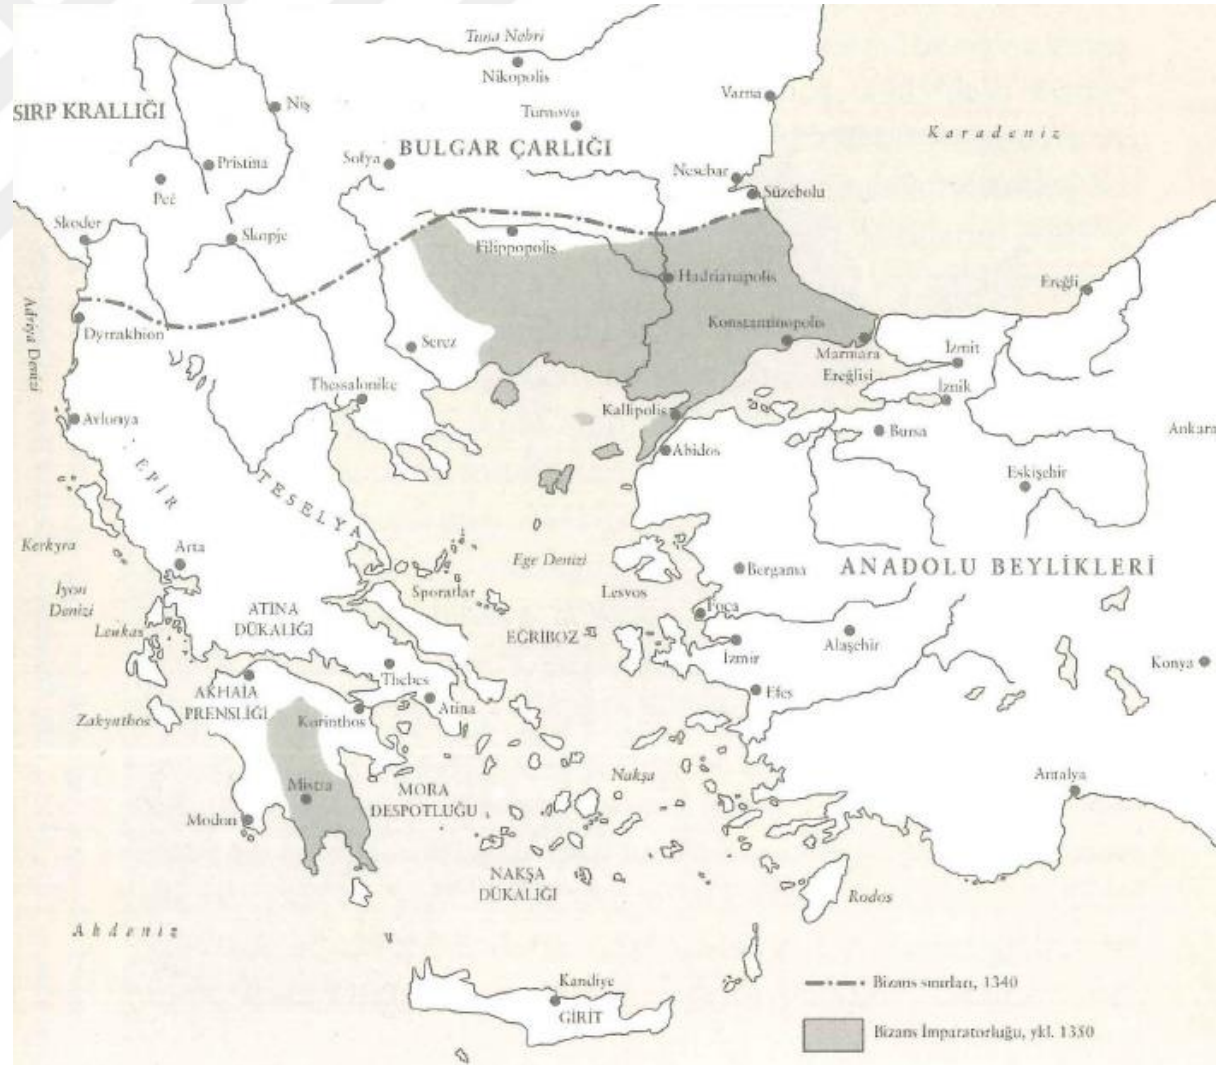 Tuna Nehri
Nikopolis
Varna
Niş
SIRP KRALLIĞI
Turnovo
Karadeniz
BULGAR ÇARLIĞI
Pristina
Sofya
Nesebar
Peč
Süzebolu
Skoder
Skopje
Filippopolis
Hadrianapolis
Ereğli
Adriya Denizi
Dyrrakhion
Konstantinopolis
Serez
Marmara
Ereğlisi
İzmit
Thessalonike
İznik
Kallipolis
Avlonya
Bursa
Ankara
Abidos
EPİR
TESELYA
Eskişehir
Kerkyra
Arta
Ege Denizi
Bergama
ANADOLU BEYLİKLERİ
İyon
Denizi
Sporatlar
Lesvos
Foça
ATINA
DÜKALIĞI
Leukas
EĞRİBOZ
İzmir
Alaşehir
Konya
Thebes
AKHAIA
PRENSLİĞİ
Atina
Efes
Zakynthos
Korinthos
Nakşa
Antalya
Mistra
MORA
DESPOTLUĞU
Modon
NAKŞA
DÜKALIĞI
Rodos
Akdeniz
Kandiye
GİRİT
Bizans sınırları, 1340
Bizans İmparatorluğu, ykl. 1350